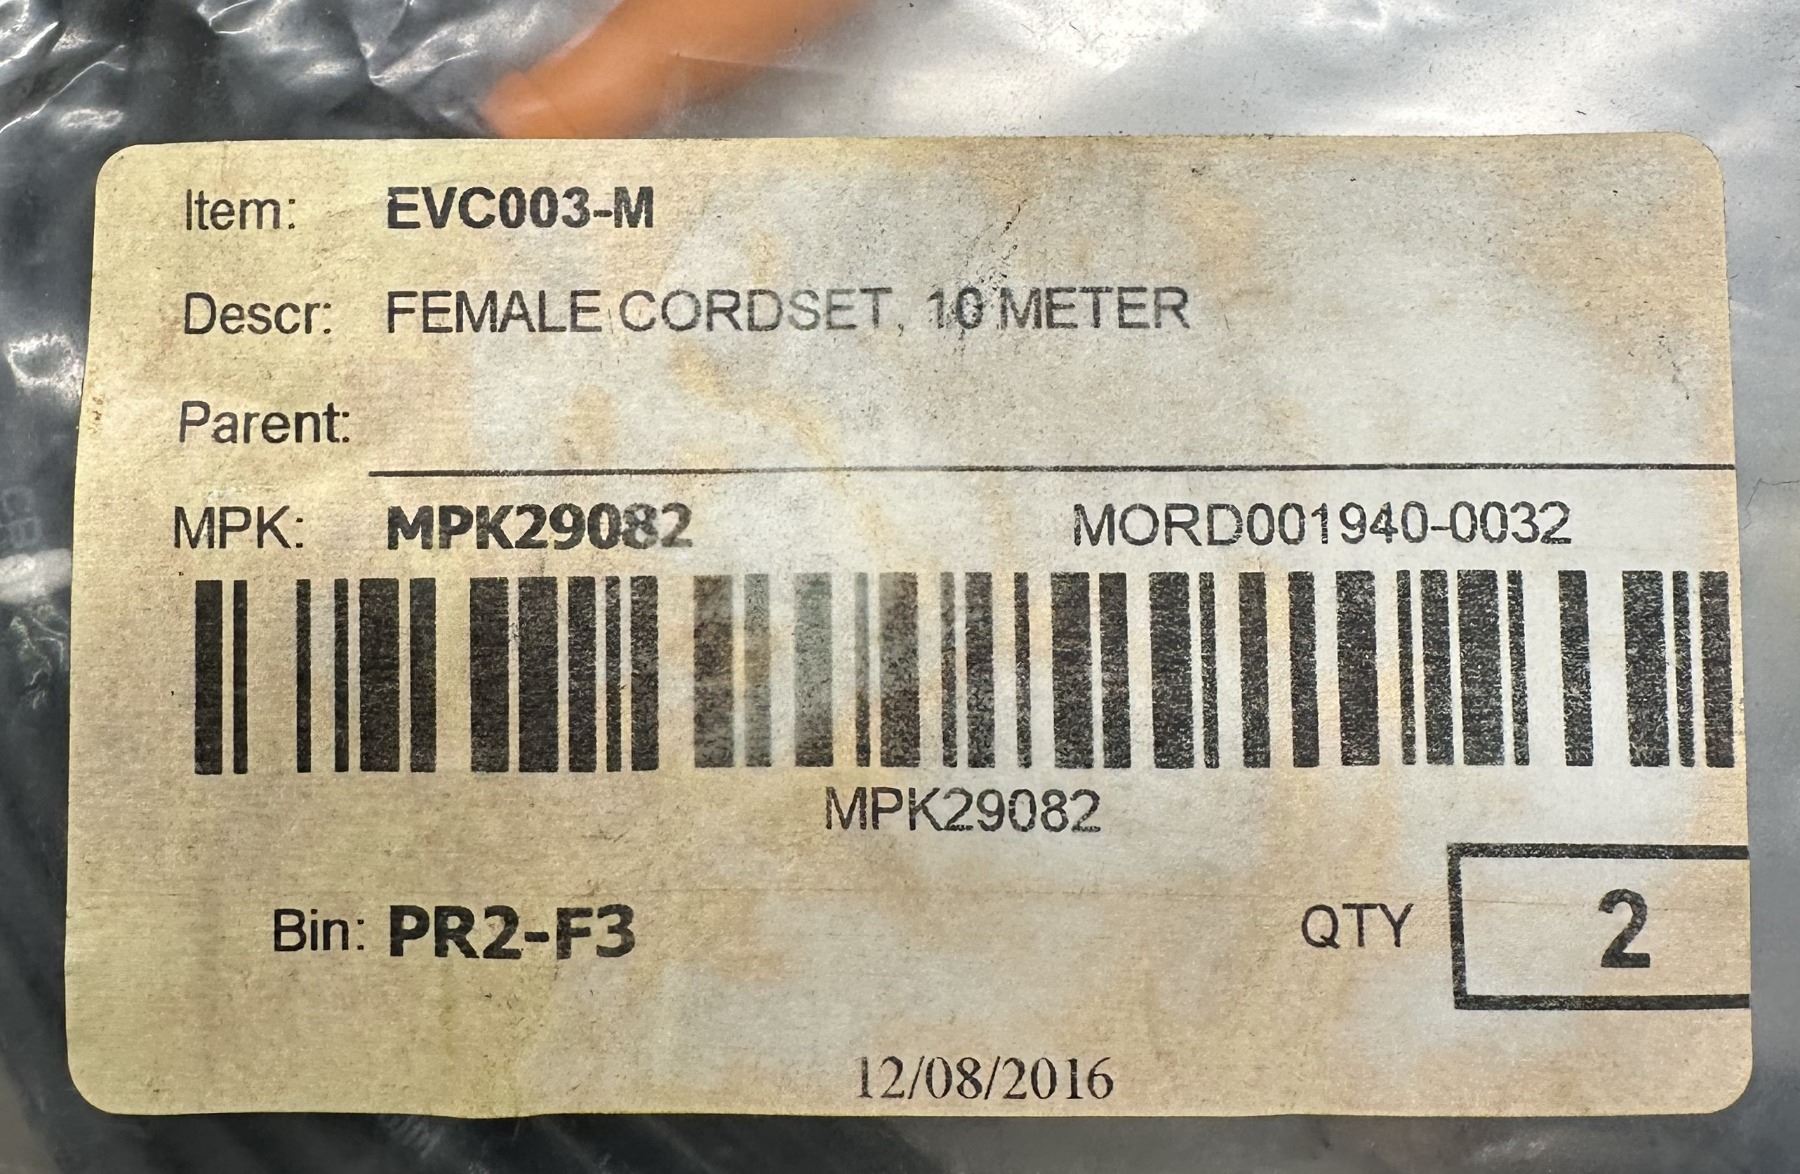 Item: EVC003-M
Descr: FEMALE CORDSET, 10 METER
Parent:
MPK: MPK29082 MORD001940-0032
MPK29082
Bin: PR2-F3 QTY 2
12/08/2016